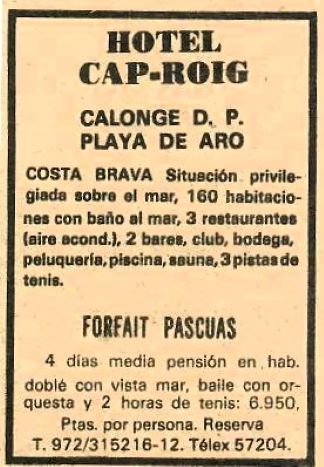 HOTEL
CAP-ROIG
CALONGE D. P.
PLAYA DE ARO
COSTA BRAVA Situación privile-
giada sobre el mar, 160 habitacio-
nes con baño al mar, 3 restaurantes
(aire acond.), 2 bares, club, bodega,
peluquería, piscina, sauna, 3 pistas de
tenis.
FORFAIT PASCUAS
4 días media pensión en hab.
doble con vista mar, baile con or-
questa y 2 horas de tenis: 6.950,
Ptas. por persona. Reserva
T. 972/315216-12. Télex 57204.